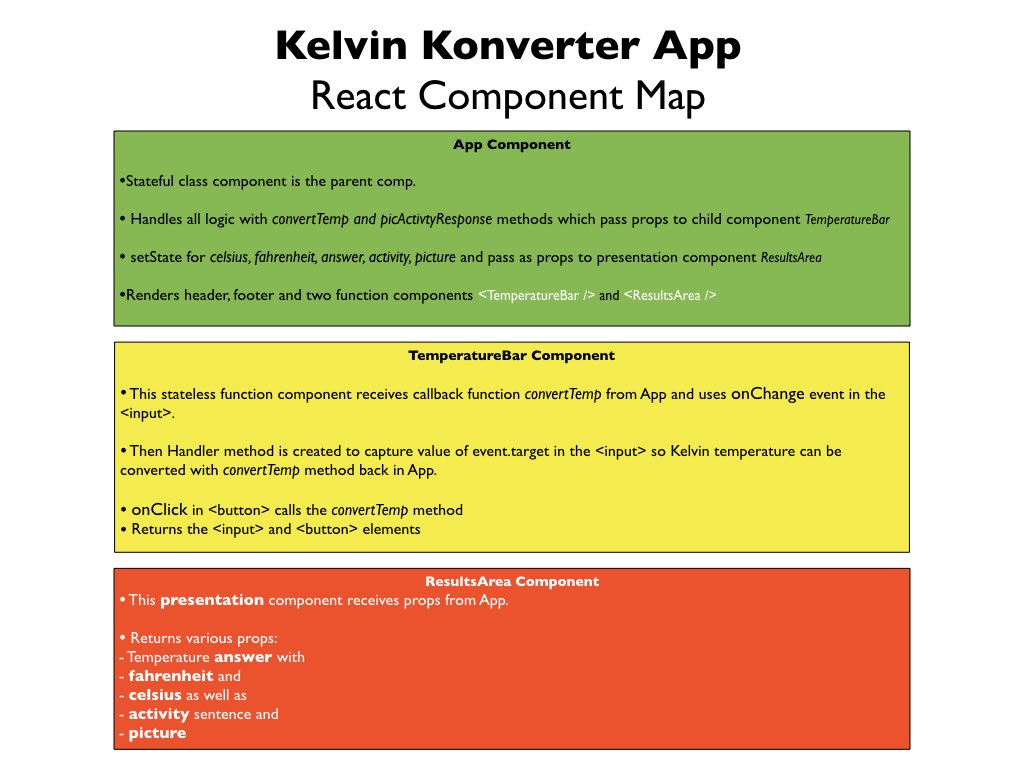 Kelvin Konverter App
React Component Map
App Component
•Stateful class component is the parent comp.
• Handles all logic with convertTemp and picActivtyResponse methods which pass props to child component TemperatureBar
• setState for celsius, fahrenheit, answer, activity, picture and pass as props to presentation component ResultsArea
•Renders header, footer and two function components <TemperatureBar /> and <ResultsArea />
TemperatureBar Component
• This stateless function component receives callback function convertTemp from App and uses onChange event in the
<input>.
• Then Handler method is created to capture value of event.target in the <input> so Kelvin temperature can be
converted with convertTemp method back in App.
• onClick in <button> calls the convertTemp method
• Returns the <input> and <button> elements
ResultsArea Component
• This presentation component receives props from App.
• Returns various props:
- Temperature answer with
- fahrenheit and
- celsius as well as
- activity sentence and
- picture